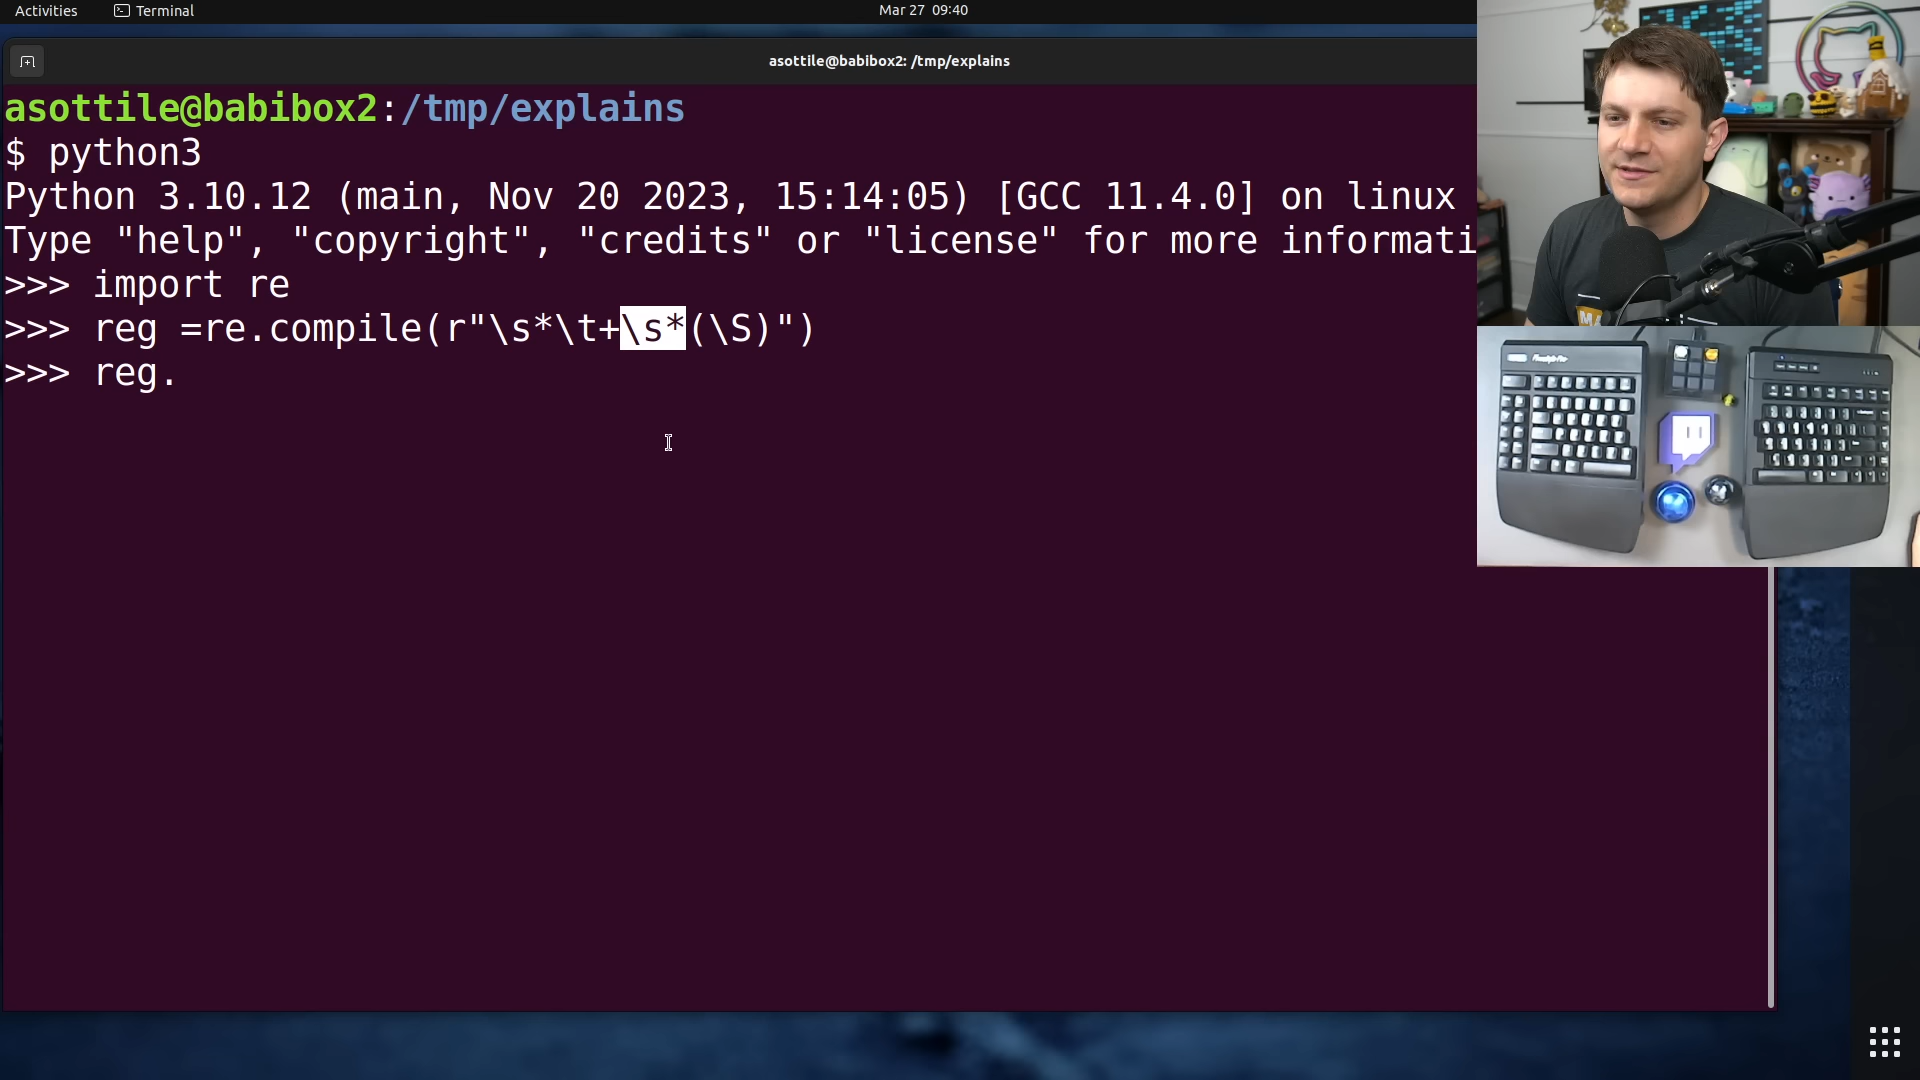 Activities
Terminal
Mar 27 09:40
asottile@babibox2: /tmp/explains
asottile@babibox2:/tmp/explains
$ python3
Python 3.10.12 (main, Nov 20 2023, 15:14:05) [GCC 11.4.0] on linux
Type "help", "copyright", "credits" or "license" for more informati
>>> import re
>>> reg =re.compile(r"\s*\t+\s*(\S)")
>>> reg.